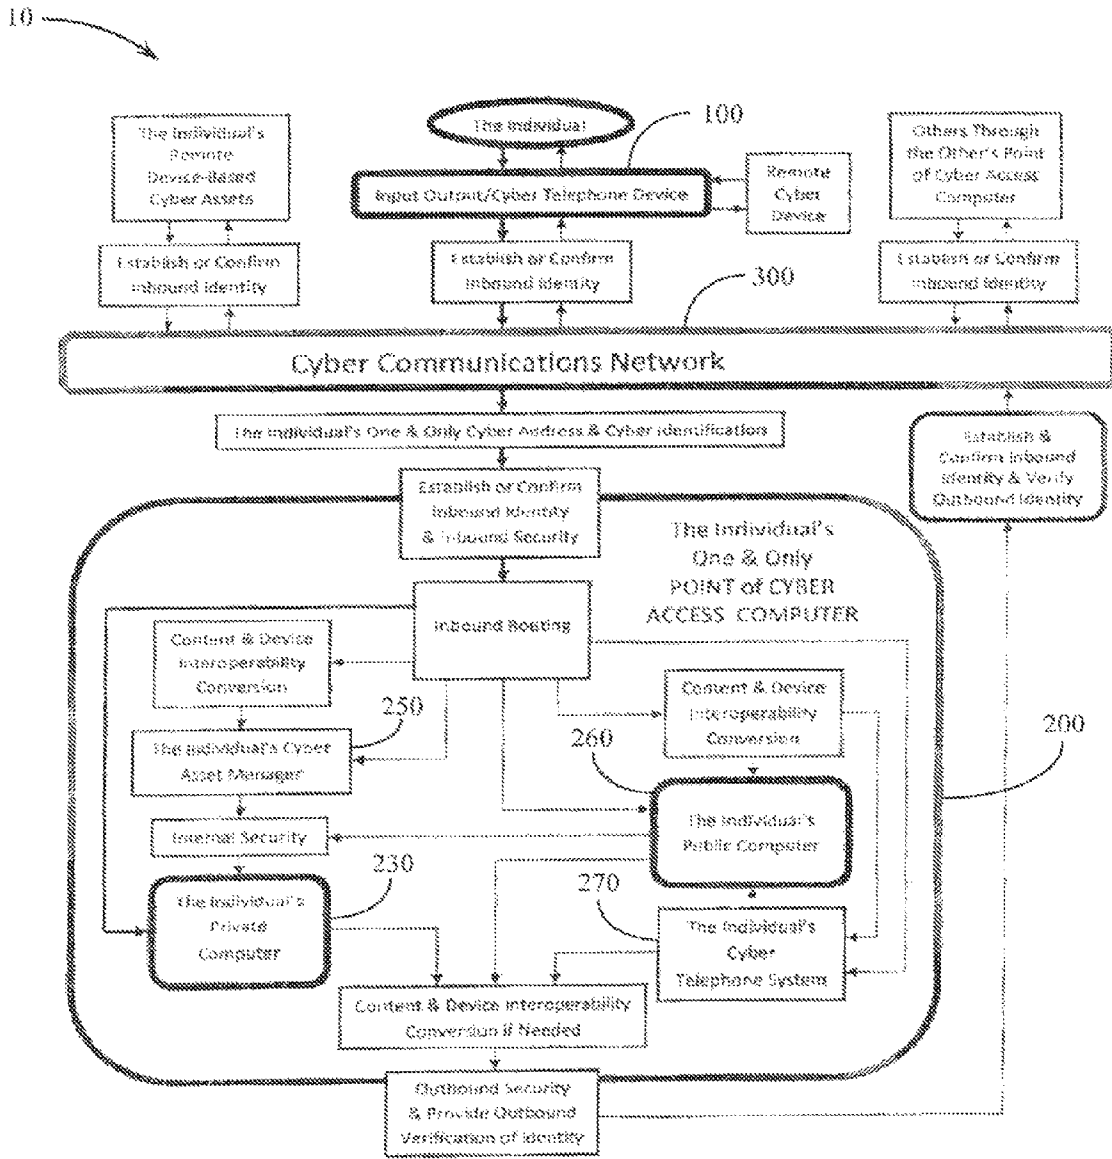 10
The Individual's
Remote
Device-Based
Cyber Assets
The Individual
100
Input Output/Cyber Telephone Device
Remote
Cyber
Device
Others Through
the Other's Point
of Cyber Access
Computer
Establish or Confirm
Inbound Identity
Establish or Confirm
Inbound Identity
Establish or Confirm
Inbound Identity
300
Cyber Communications Network
The Individual's One & Only Cyber Address & Cyber Identification
Establish &
Confirm Inbound
Identity & Verify
Outbound Identity
Establish or Confirm
Inbound Identity
& Inbound Security
The Individual's
One & Only
POINT of CYBER
ACCESS COMPUTER
Inbound Routing
Content & Device
Interoperability
Conversion
Content & Device
Interoperability
Conversion
250
The Individual's Cyber
Asset Manager
260
200
Internal Security
The Individual's
Public Computer
230
The Individual's
Private
Computer
270
The Individual's
Cyber
Telephone System
Content & Device Interoperability
Conversion if Needed
Outbound Security
& Provide Outbound
Verification of Identity